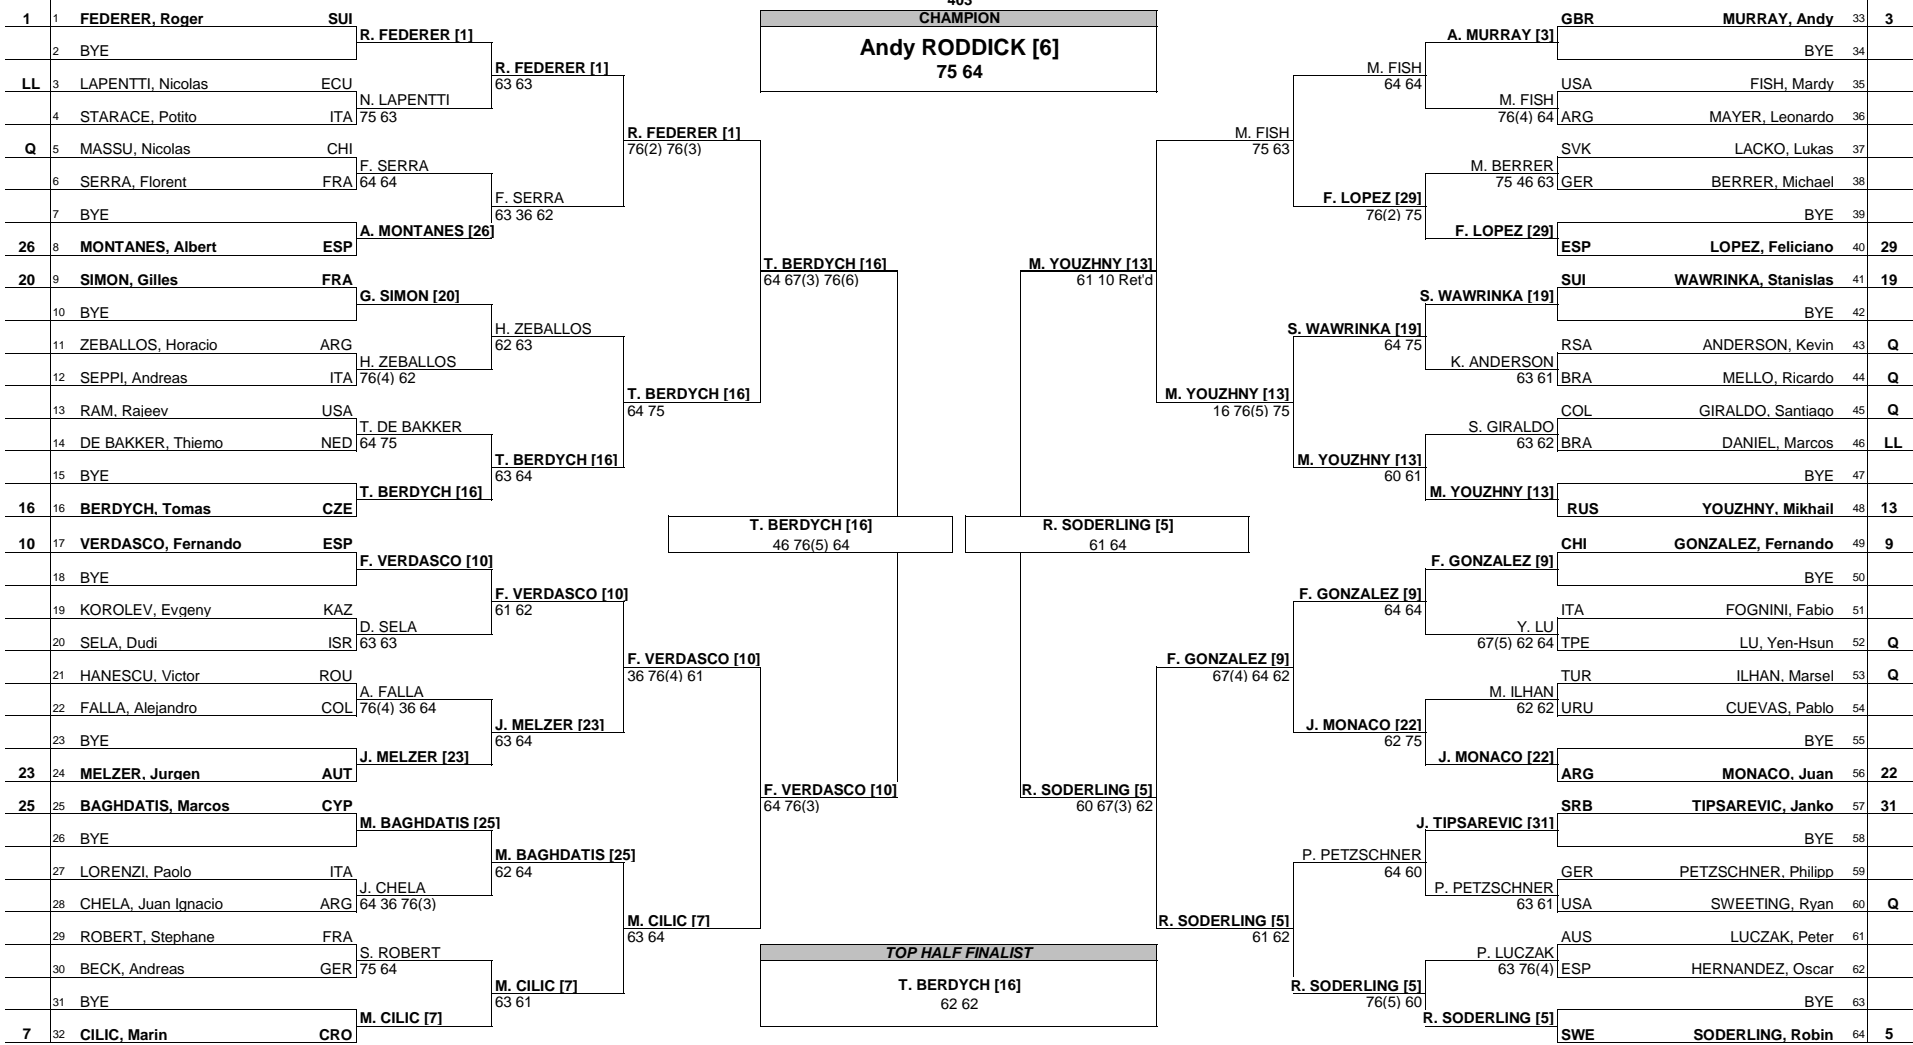 403
CHAMPION
Andy RODDICK [6]
75 64
1 1 FEDERER, Roger SUI
2 BYE
LL 3 LAPENTTI, Nicolas ECU
4 STARACE, Potito ITA
Q 5 MASSU, Nicolas CHI
6 SERRA, Florent FRA
7 BYE
26 8 MONTANES, Albert ESP
20 9 SIMON, Gilles FRA
10 BYE
11 ZEBALLOS, Horacio ARG
12 SEPPI, Andreas ITA
13 RAM, Rajeev USA
14 DE BAKKER, Thiemo NED
15 BYE
16 16 BERDYCH, Tomas CZE
10 17 VERDASCO, Fernando ESP
18 BYE
19 KOROLEV, Evgeny KAZ
20 SELA, Dudi ISR
21 HANESCU, Victor ROU
22 FALLA, Alejandro COL
23 BYE
23 24 MELZER, Jurgen AUT
25 25 BAGHDATIS, Marcos CYP
26 BYE
27 LORENZI, Paolo ITA
28 CHELA, Juan Ignacio ARG
29 ROBERT, Stephane FRA
30 BECK, Andreas GER
31 BYE
7 32 CILIC, Marin CRO
R. FEDERER [1]
N. LAPENTTI
75 63
F. SERRA
64 64
A. MONTANES [26]
G. SIMON [20]
H. ZEBALLOS
76(4) 62
T. DE BAKKER
64 75
T. BERDYCH [16]
F. VERDASCO [10]
D. SELA
63 63
A. FALLA
76(4) 36 64
J. MELZER [23]
M. BAGHDATIS [25]
J. CHELA
64 36 76(3)
S. ROBERT
75 64
M. CILIC [7]
R. FEDERER [1]
63 63
F. SERRA
63 36 62
H. ZEBALLOS
62 63
T. BERDYCH [16]
63 64
F. VERDASCO [10]
61 62
J. MELZER [23]
63 64
M. BAGHDATIS [25]
62 64
M. CILIC [7]
63 61
R. FEDERER [1]
76(2) 76(3)
T. BERDYCH [16]
64 75
F. VERDASCO [10]
36 76(4) 61
M. CILIC [7]
63 64
T. BERDYCH [16]
64 67(3) 76(6)
F. VERDASCO [10]
64 76(3)
T. BERDYCH [16]
46 76(5) 64
R. SODERLING [5]
61 64
TOP HALF FINALIST
T. BERDYCH [16]
62 62
M. YOUZHNY [13]
61 10 Ret'd
R. SODERLING [5]
60 67(3) 62
M. FISH
75 63
M. YOUZHNY [13]
16 76(5) 75
F. GONZALEZ [9]
67(4) 64 62
R. SODERLING [5]
61 62
M. FISH
64 64
F. LOPEZ [29]
76(2) 75
S. WAWRINKA [19]
64 75
M. YOUZHNY [13]
60 61
F. GONZALEZ [9]
64 64
J. MONACO [22]
62 75
P. PETZSCHNER
64 60
R. SODERLING [5]
76(5) 60
A. MURRAY [3]
M. FISH
76(4) 64
M. BERRER
75 46 63
F. LOPEZ [29]
S. WAWRINKA [19]
K. ANDERSON
63 61
S. GIRALDO
63 62
M. YOUZHNY [13]
F. GONZALEZ [9]
Y. LU
67(5) 62 64
M. ILHAN
62 62
J. MONACO [22]
J. TIPSAREVIC [31]
P. PETZSCHNER
63 61
P. LUCZAK
63 76(4)
R. SODERLING [5]
GBR MURRAY, Andy 33 3
BYE 34
USA FISH, Mardy 35
ARG MAYER, Leonardo 36
SVK LACKO, Lukas 37
GER BERRER, Michael 38
BYE 39
ESP LOPEZ, Feliciano 40 29
SUI WAWRINKA, Stanislas 41 19
BYE 42
RSA ANDERSON, Kevin 43 Q
BRA MELLO, Ricardo 44 Q
COL GIRALDO, Santiago 45 Q
BRA DANIEL, Marcos 46 LL
BYE 47
RUS YOUZHNY, Mikhail 48 13
CHI GONZALEZ, Fernando 49 9
BYE 50
ITA FOGNINI, Fabio 51
TPE LU, Yen-Hsun 52 Q
TUR ILHAN, Marsel 53 Q
URU CUEVAS, Pablo 54
BYE 55
ARG MONACO, Juan 56 22
SRB TIPSAREVIC, Janko 57 31
BYE 58
GER PETZSCHNER, Philipp 59
USA SWEETING, Ryan 60 Q
AUS LUCZAK, Peter 61
ESP HERNANDEZ, Oscar 62
BYE 63
SWE SODERLING, Robin 64 5